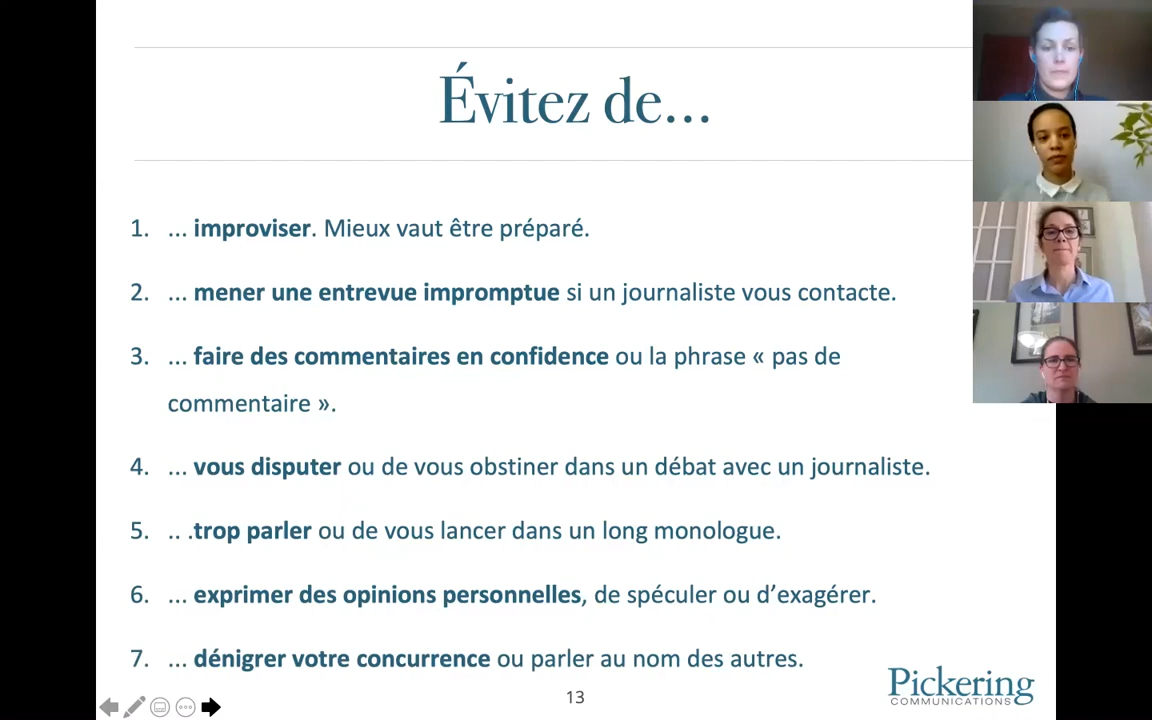 Évitez de...
1. ... improviser. Mieux vaut être préparé.
2. ... mener une entrevue impromptue si un journaliste vous contacte.
3. ... faire des commentaires en confidence ou la phrase « pas de
commentaire ».
4. ... vous disputer ou de vous obstiner dans un débat avec un journaliste.
5. .. .trop parler ou de vous lancer dans un long monologue.
6. ... exprimer des opinions personnelles, de spéculer ou d’exagérer.
7. ... dénigrer votre concurrence ou parler au nom des autres.
13
Pickering
COMMUNICATIONS